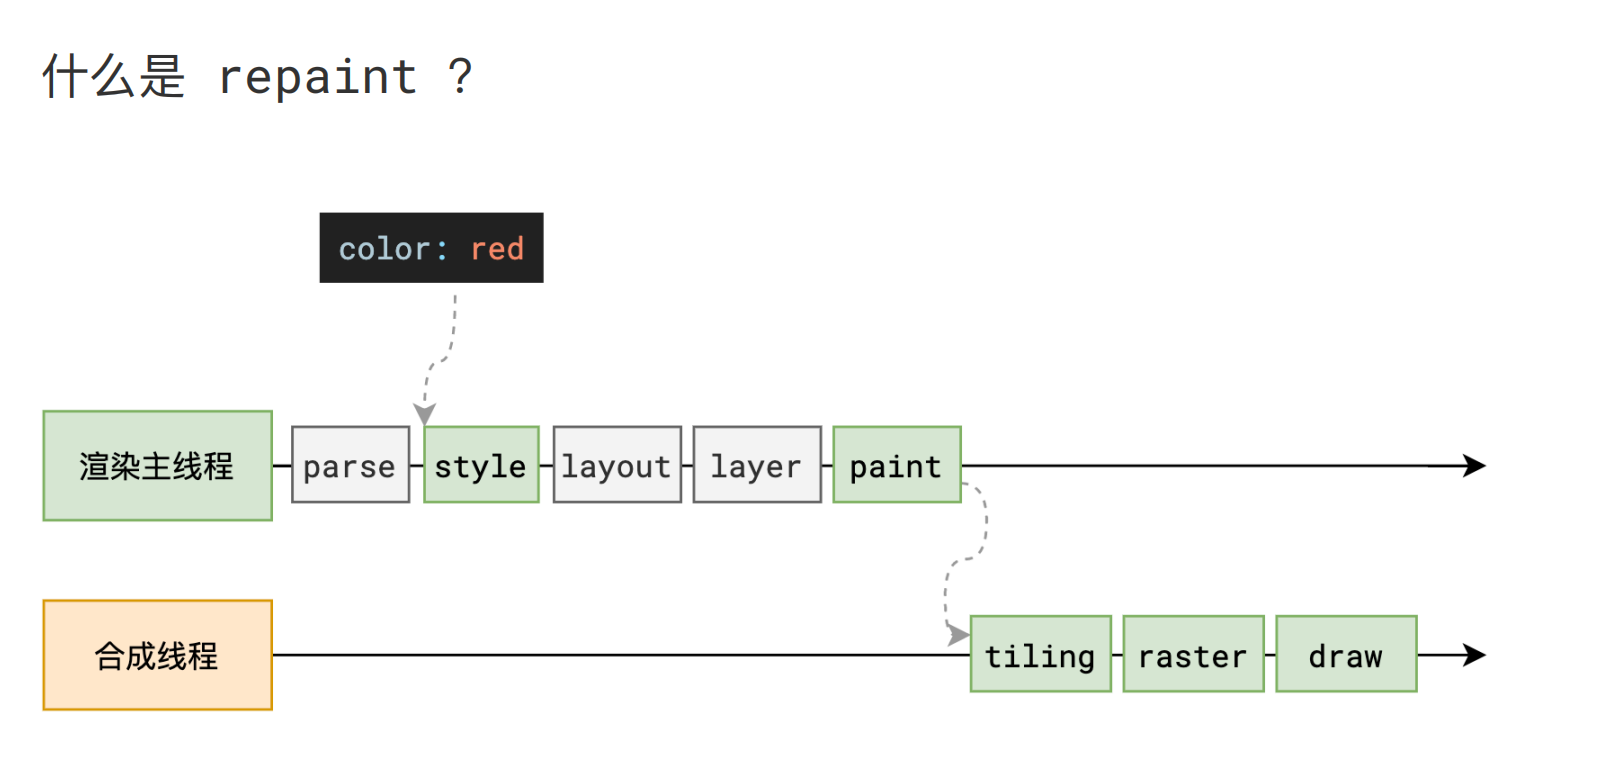 什么是 repaint ?
color: red
渲染主线程 parse style layout layer paint
合成线程 tiling raster draw